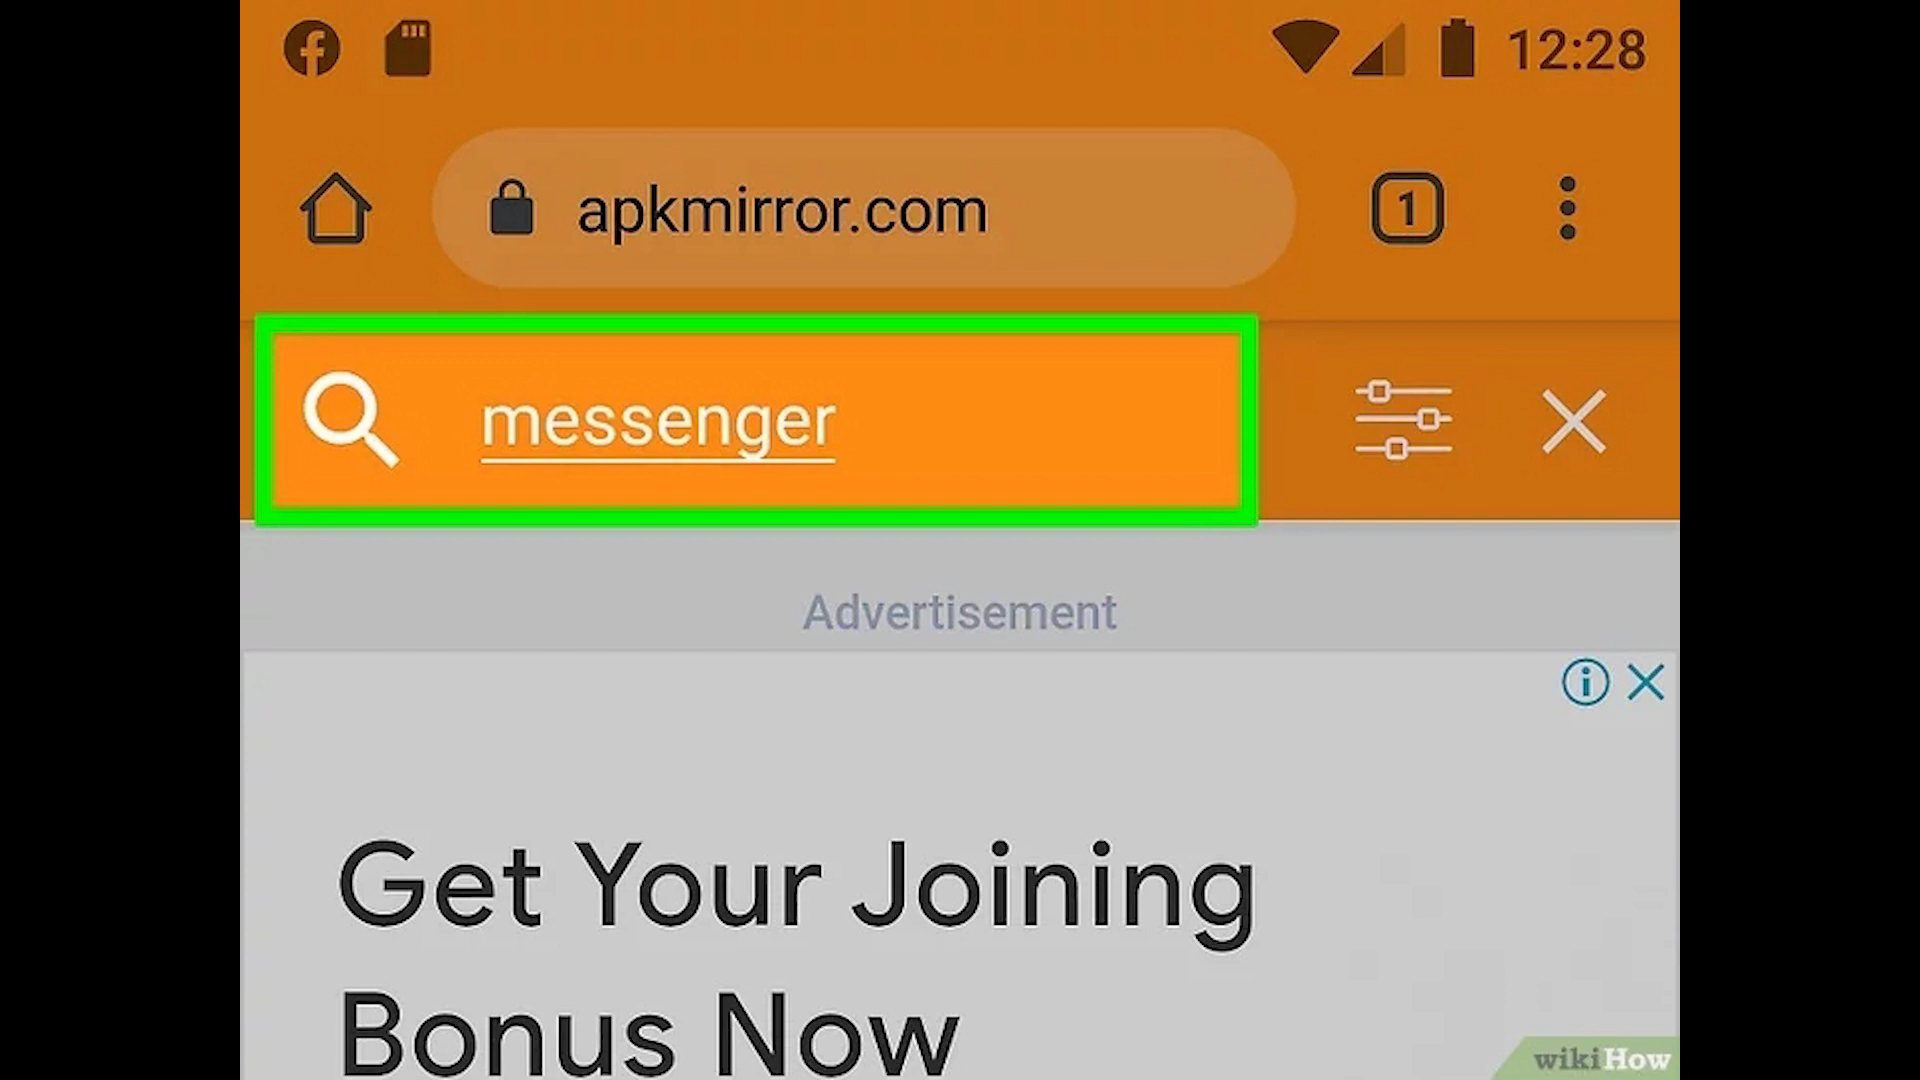 12:28
apkmirror.com
1
messenger
Advertisement
Get Your Joining
Bonus Now
wikiHow